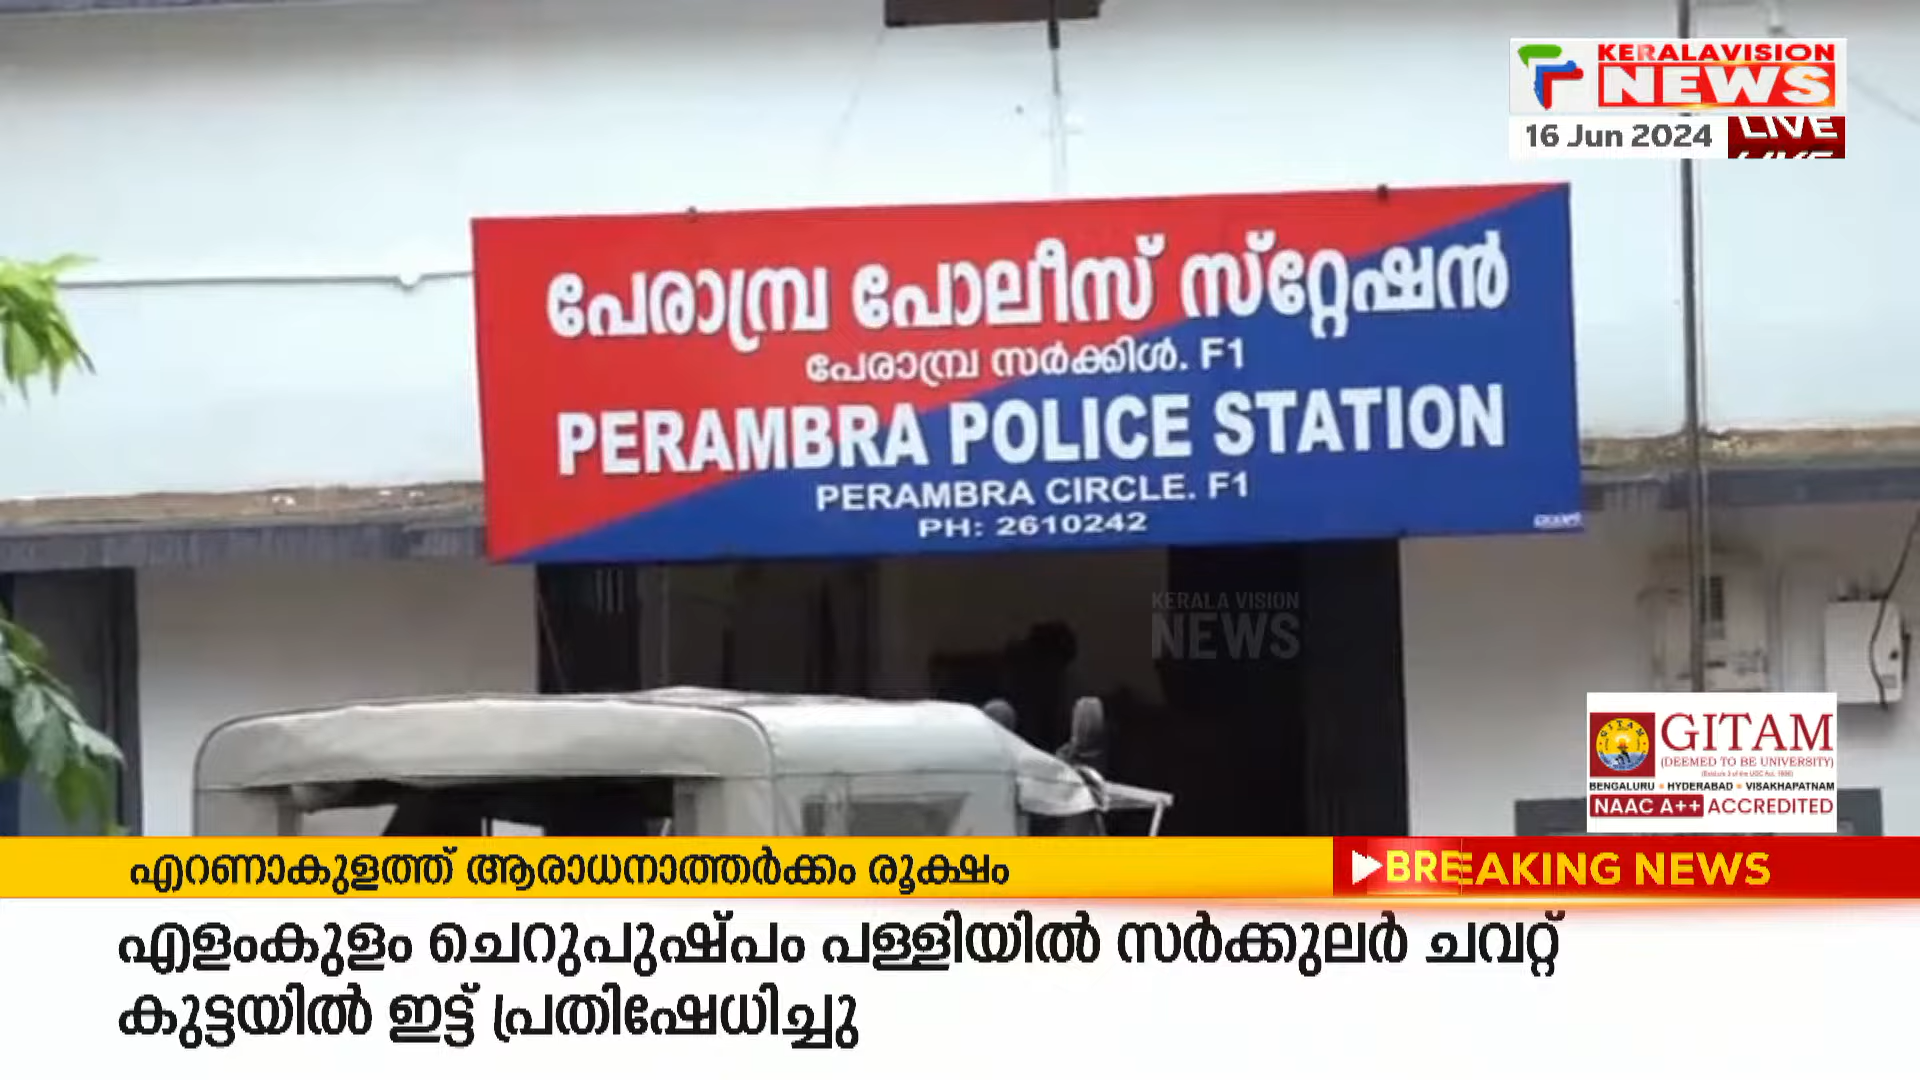 KERALAVISION
NEWS
16 Jun 2024
LIVE
പേരാമ്പ്ര പോലീസ് സ്റ്റേഷൻ
പേരാമ്പ്ര സർക്കിൾ. F1
PERAMBRA POLICE STATION
PERAMBRA CIRCLE. F1
PH: 2610242
KERALA VISION
NEWS
GITAM
(DEEMED TO BE UNIVERSITY)
BENGALURU • HYDERABAD • VISAKHAPATNAM
NAAC A++ ACCREDITED
എറണാകുളത്ത് ആരാധനാത്തർക്കം രൂക്ഷം
BREAKING NEWS
എളംകുളം ചെറുപുഷ്പം പള്ളിയിൽ സർക്കുലർ ചവറ്റ്
കുട്ടയിൽ ഇട്ട് പ്രതിഷേധിച്ചു